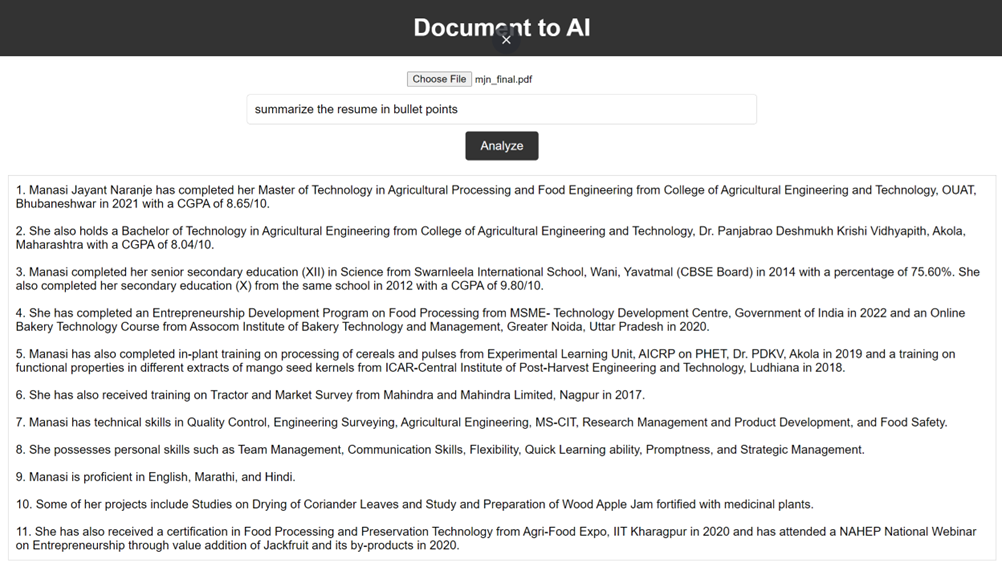 Document to AI
Choose File mjn_final.pdf
summarize the resume in bullet points
Analyze
1. Manasi Jayant Naranje has completed her Master of Technology in Agricultural Processing and Food Engineering from College of Agricultural Engineering and Technology, OUAT,
Bhubaneshwar in 2021 with a CGPA of 8.65/10.
2. She also holds a Bachelor of Technology in Agricultural Engineering from College of Agricultural Engineering and Technology, Dr. Panjabrao Deshmukh Krishi Vidhyapith, Akola,
Maharashtra with a CGPA of 8.04/10.
3. Manasi completed her senior secondary education (XII) in Science from Swarnleela International School, Wani, Yavatmal (CBSE Board) in 2014 with a percentage of 75.60%. She
also completed her secondary education (X) from the same school in 2012 with a CGPA of 9.80/10.
4. She has completed an Entrepreneurship Development Program on Food Processing from MSME- Technology Development Centre, Government of India in 2022 and an Online
Bakery Technology Course from Assocom Institute of Bakery Technology and Management, Greater Noida, Uttar Pradesh in 2020.
5. Manasi has also completed in-plant training on processing of cereals and pulses from Experimental Learning Unit, AICRP on PHET, Dr. PDKV, Akola in 2019 and a training on
functional properties in different extracts of mango seed kernels from ICAR-Central Institute of Post-Harvest Engineering and Technology, Ludhiana in 2018.
6. She has also received training on Tractor and Market Survey from Mahindra and Mahindra Limited, Nagpur in 2017.
7. Manasi has technical skills in Quality Control, Engineering Surveying, Agricultural Engineering, MS-CIT, Research Management and Product Development, and Food Safety.
8. She possesses personal skills such as Team Management, Communication Skills, Flexibility, Quick Learning ability, Promptness, and Strategic Management.
9. Manasi is proficient in English, Marathi, and Hindi.
10. Some of her projects include Studies on Drying of Coriander Leaves and Study and Preparation of Wood Apple Jam fortified with medicinal plants.
11. She has also received a certification in Food Processing and Preservation Technology from Agri-Food Expo, IIT Kharagpur in 2020 and has attended a NAHEP National Webinar
on Entrepreneurship through value addition of Jackfruit and its by-products in 2020.